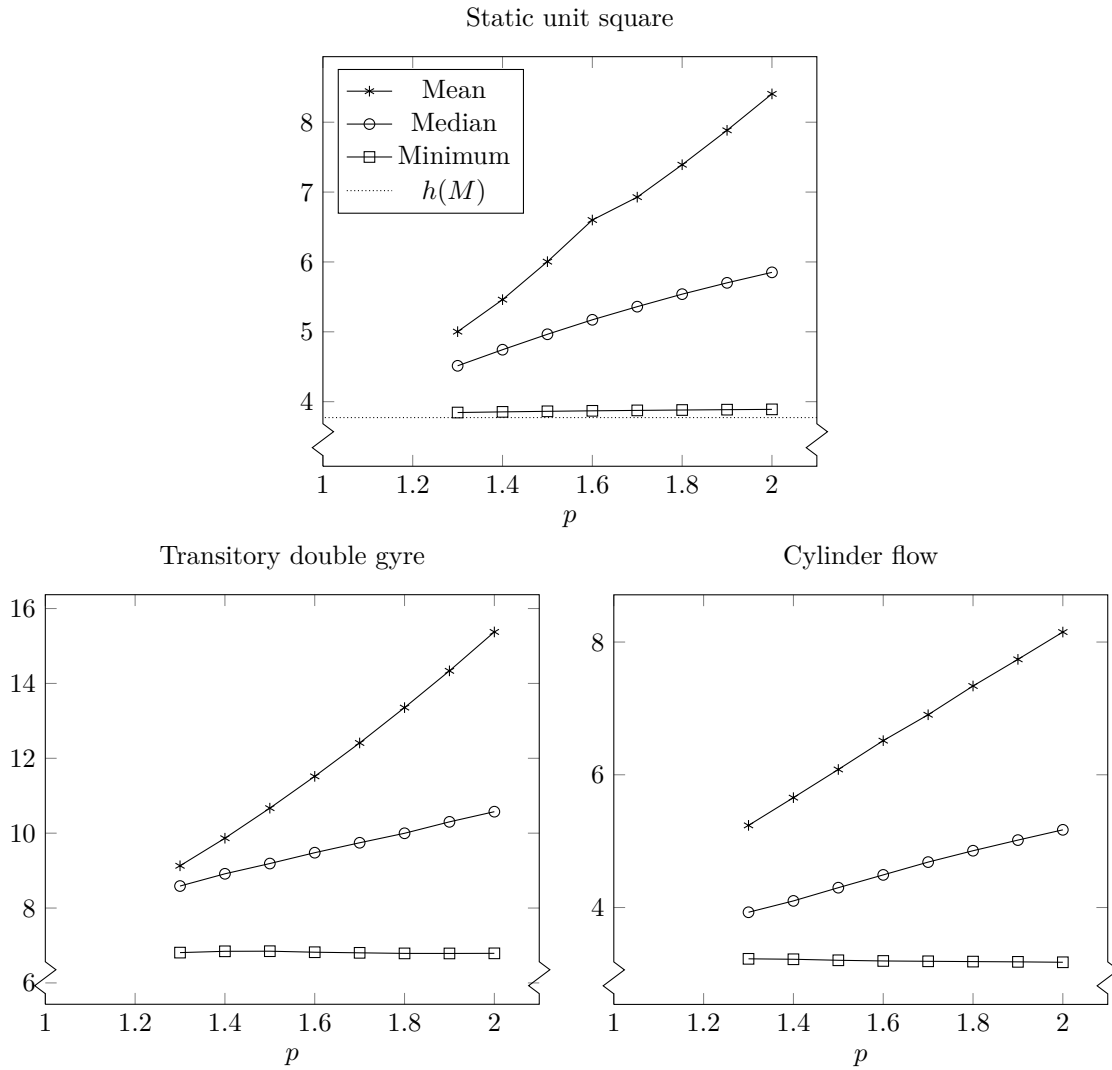 Static unit square
Mean
Median
Minimum
h(M)
8
7
6
5
4
1 1.2 1.4 1.6 1.8 2
p
Transitory double gyre
16
14
12
10
8
6
1 1.2 1.4 1.6 1.8 2
p
Cylinder flow
8
6
4
1 1.2 1.4 1.6 1.8 2
p